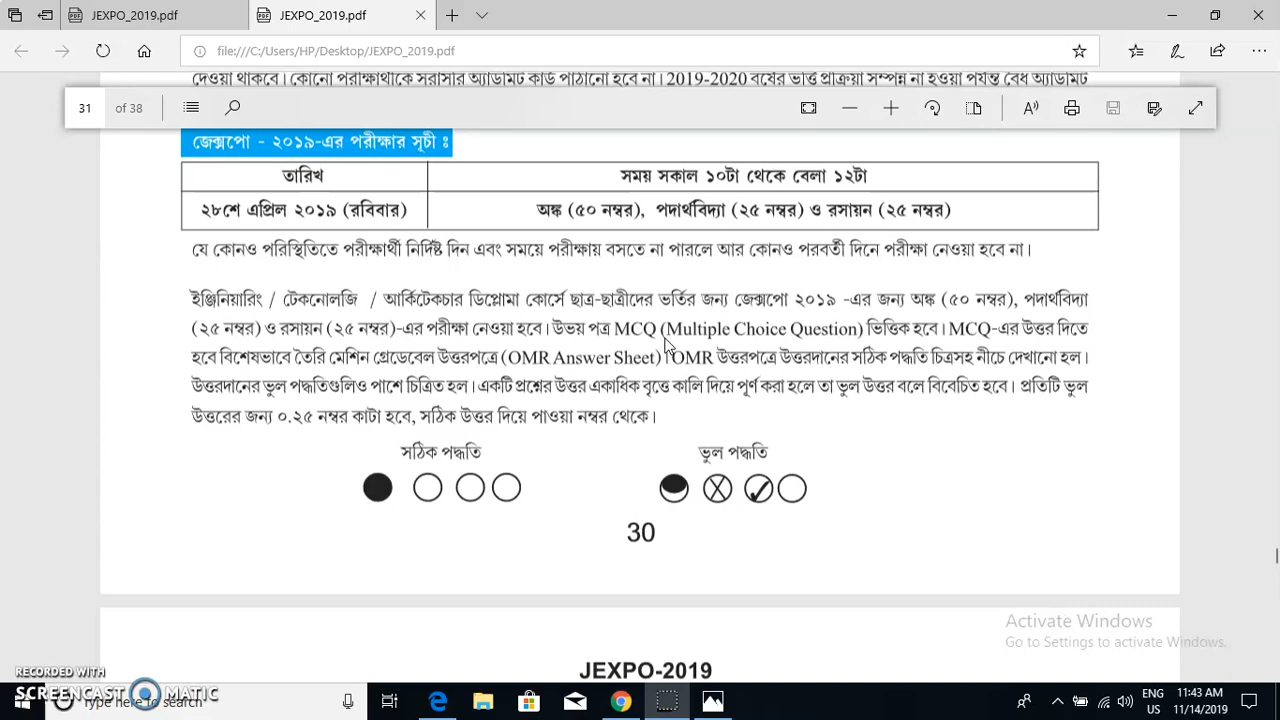 JEXPO_2019.pdf
JEXPO_2019.pdf
file:///C:/Users/HP/Desktop/JEXPO_2019.pdf
দেওয়া থাকবে। কোনো পরীক্ষার্থীকে সরাসরি অ্যাডমিট কার্ড পাঠানো হবে না। 2019-2020 বর্ষের ভর্তি প্রক্রিয়া সম্পন্ন না হওয়া পর্যন্ত বৈধ অ্যাডমিট
31 of 38
জেক্সপো - ২০১৯-এর পরীক্ষার সূচী ঃ
তারিখ সময় সকাল ১০টা থেকে বেলা ১২টা
২৮শে এপ্রিল ২০১৯ (রবিবার) অঙ্ক (৫০ নম্বর), পদার্থবিদ্যা (২৫ নম্বর) ও রসায়ন (২৫ নম্বর)
যে কোনও পরিস্থিতিতে পরীক্ষার্থী নির্দিষ্ট দিন এবং সময়ে পরীক্ষায় বসতে না পারলে আর কোনও পরবর্তী দিনে পরীক্ষা নেওয়া হবে না।
ইঞ্জিনিয়ারিং / টেকনোলজি / আর্কিটেকচার ডিপ্লোমা কোর্সে ছাত্র-ছাত্রীদের ভর্তির জন্য জেক্সপো ২০১৯ -এর জন্য অঙ্ক (৫০ নম্বর), পদার্থবিদ্যা
(২৫ নম্বর) ও রসায়ন (২৫ নম্বর)-এর পরীক্ষা নেওয়া হবে। উভয় পত্র MCQ (Multiple Choice Question) ভিত্তিক হবে। MCQ-এর উত্তর দিতে
হবে বিশেষভাবে তৈরি মেশিন গ্রেডেবেল উত্তরপত্রে (OMR Answer Sheet)। OMR উত্তরপত্রে উত্তরদানের সঠিক পদ্ধতি চিত্রসহ নীচে দেখানো হল।
উত্তরদানের ভুল পদ্ধতিগুলিও পাশে চিত্রিত হল। একটি প্রশ্নের উত্তর একাধিক বৃত্তে কালি দিয়ে পূর্ণ করা হলে তা ভুল উত্তর বলে বিবেচিত হবে। প্রতিটি ভুল
উত্তরের জন্য ০.২৫ নম্বর কাটা হবে, সঠিক উত্তর দিয়ে পাওয়া নম্বর থেকে।
সঠিক পদ্ধতি ভুল পদ্ধতি
30
Activate Windows
Go to Settings to activate Windows.
JEXPO-2019
RECORDED WITH
SCREENCAST MATIC
Type here to search
ENG
US
11:43 AM
11/14/2019